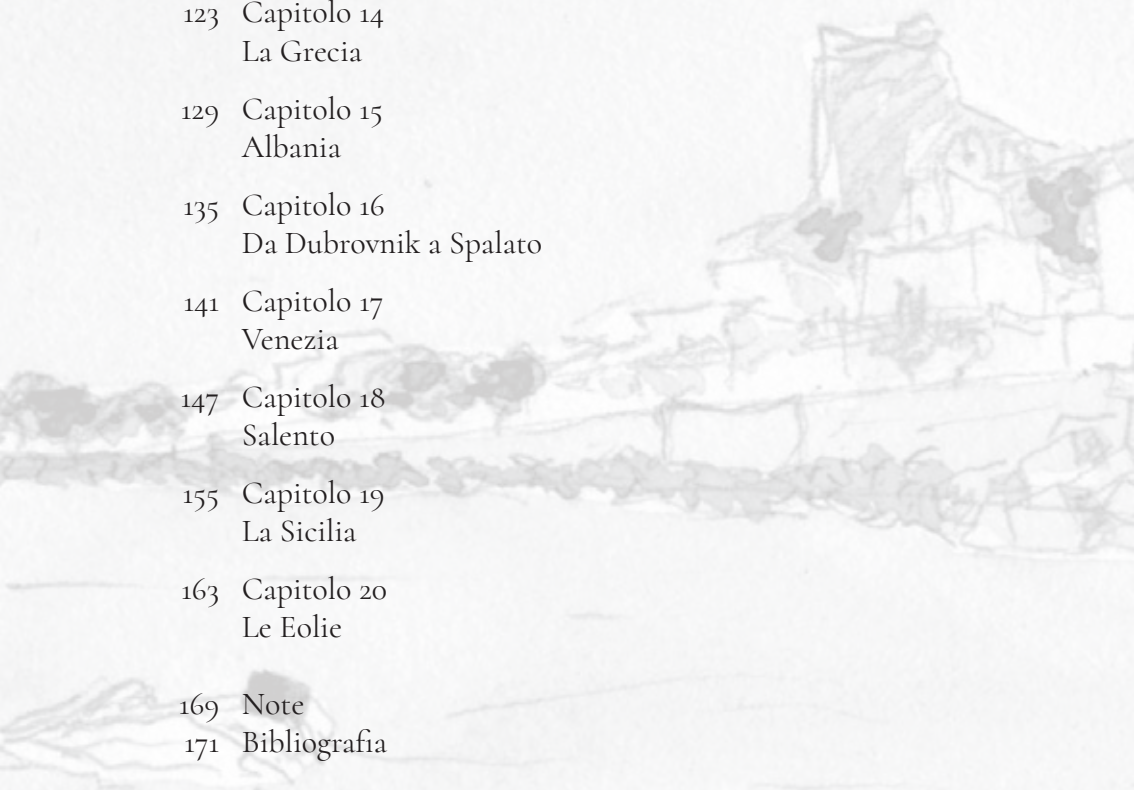 123 Capitolo 14
La Grecia
129 Capitolo 15
Albania
135 Capitolo 16
Da Dubrovnik a Spalato
141 Capitolo 17
Venezia
147 Capitolo 18
Salento
155 Capitolo 19
La Sicilia
163 Capitolo 20
Le Eolie
169 Note
171 Bibliografia